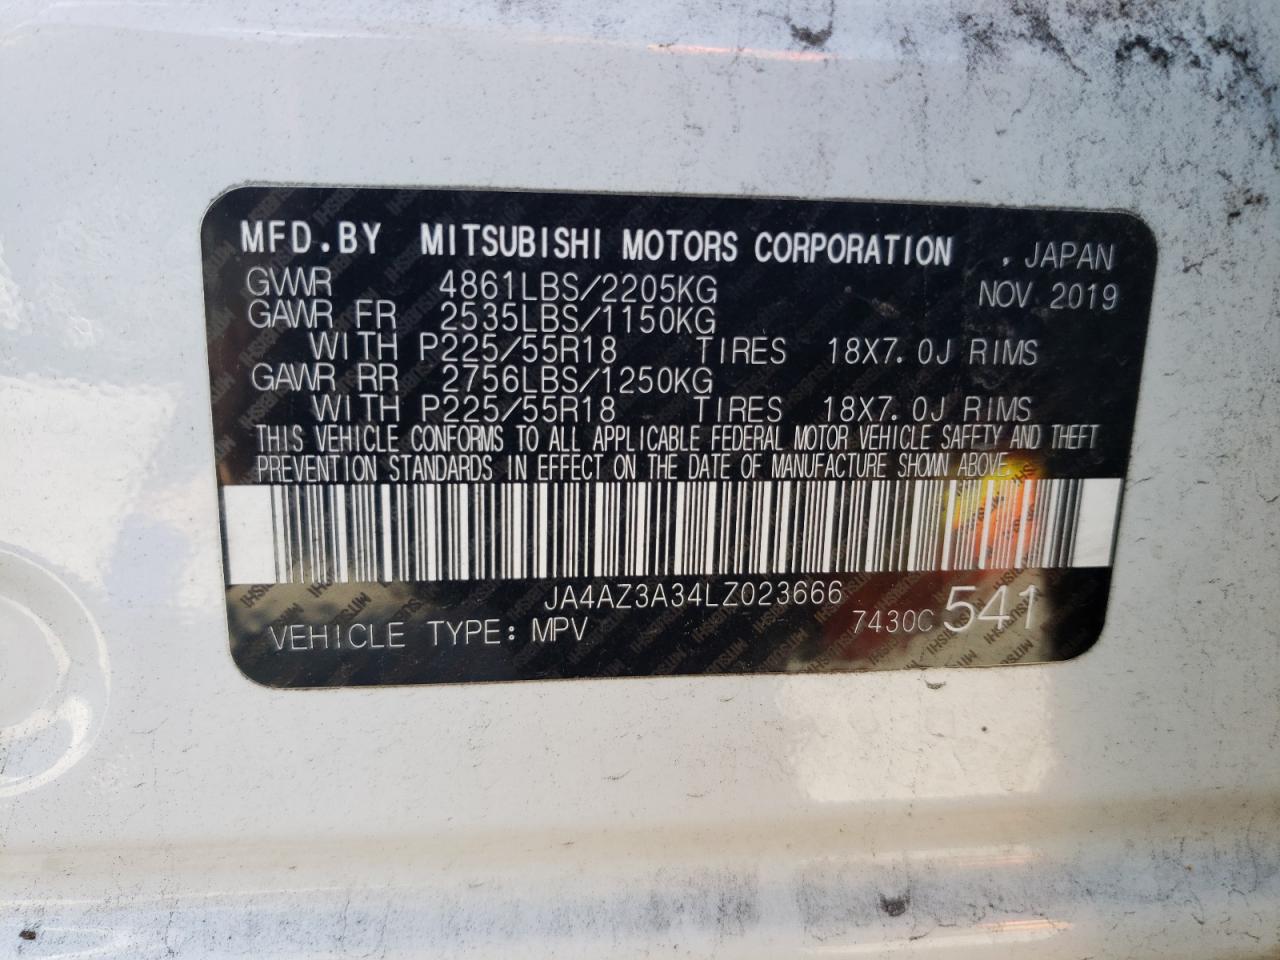 MFD.BY MITSUBISHI MOTORS CORPORATION , JAPAN
GVWR 4861LBS/2205KG NOV 2019
GAWR FR 2535LBS/1150KG
WITH P225/55R18 TIRES 18X7.0J RIMS
GAWR RR 2756LBS/1250KG
WITH P225/55R18 TIRES 18X7.0J RIMS
THIS VEHICLE CONFORMS TO ALL APPLICABLE FEDERAL MOTOR VEHICLE SAFETY AND THEFT
PREVENTION STANDARDS IN EFFECT ON THE DATE OF MANUFACTURE SHOWN ABOVE.
JA4AZ3A34LZ023666
VEHICLE TYPE: MPV 7430C 541